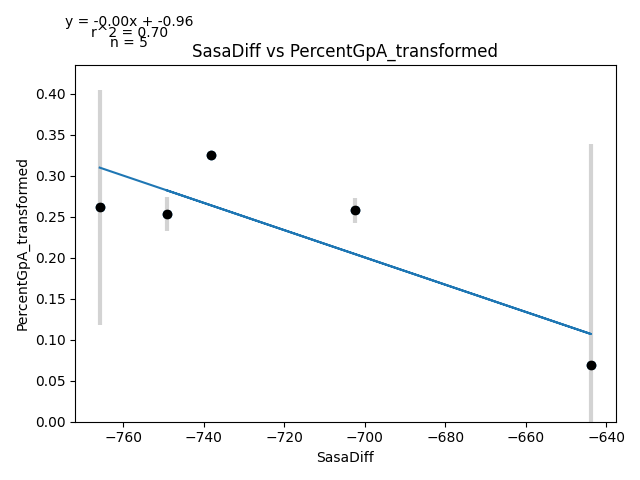 y = -0.00x + -0.96
r^2 = 0.70
n = 5
SasaDiff vs PercentGpA_transformed
0.40
0.35
0.30
0.25
0.20
0.15
0.10
0.05
0.00
PercentGpA_transformed
−760 −740 −720 −700 −680 −660 −640
SasaDiff